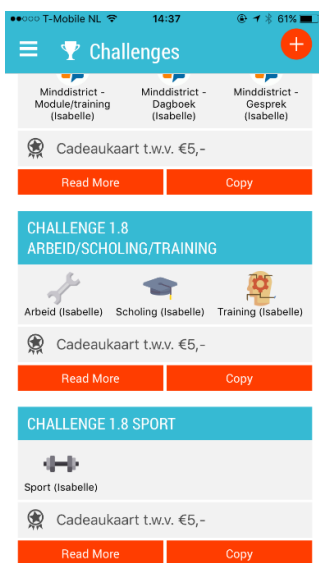 T-Mobile NL 14:37 61%
Challenges
Minddistrict - Minddistrict - Minddistrict -
Module/training Dagboek Gesprek
(Isabelle) (Isabelle) (Isabelle)
Cadeaukaart t.w.v. €5,-
Read More Copy
CHALLENGE 1.8
ARBEID/SCHOLING/TRAINING
Arbeid (Isabelle) Scholing (Isabelle) Training (Isabelle)
Cadeaukaart t.w.v. €5,-
Read More Copy
CHALLENGE 1.8 SPORT
Sport (Isabelle)
Cadeaukaart t.w.v. €5,-
Read More Copy